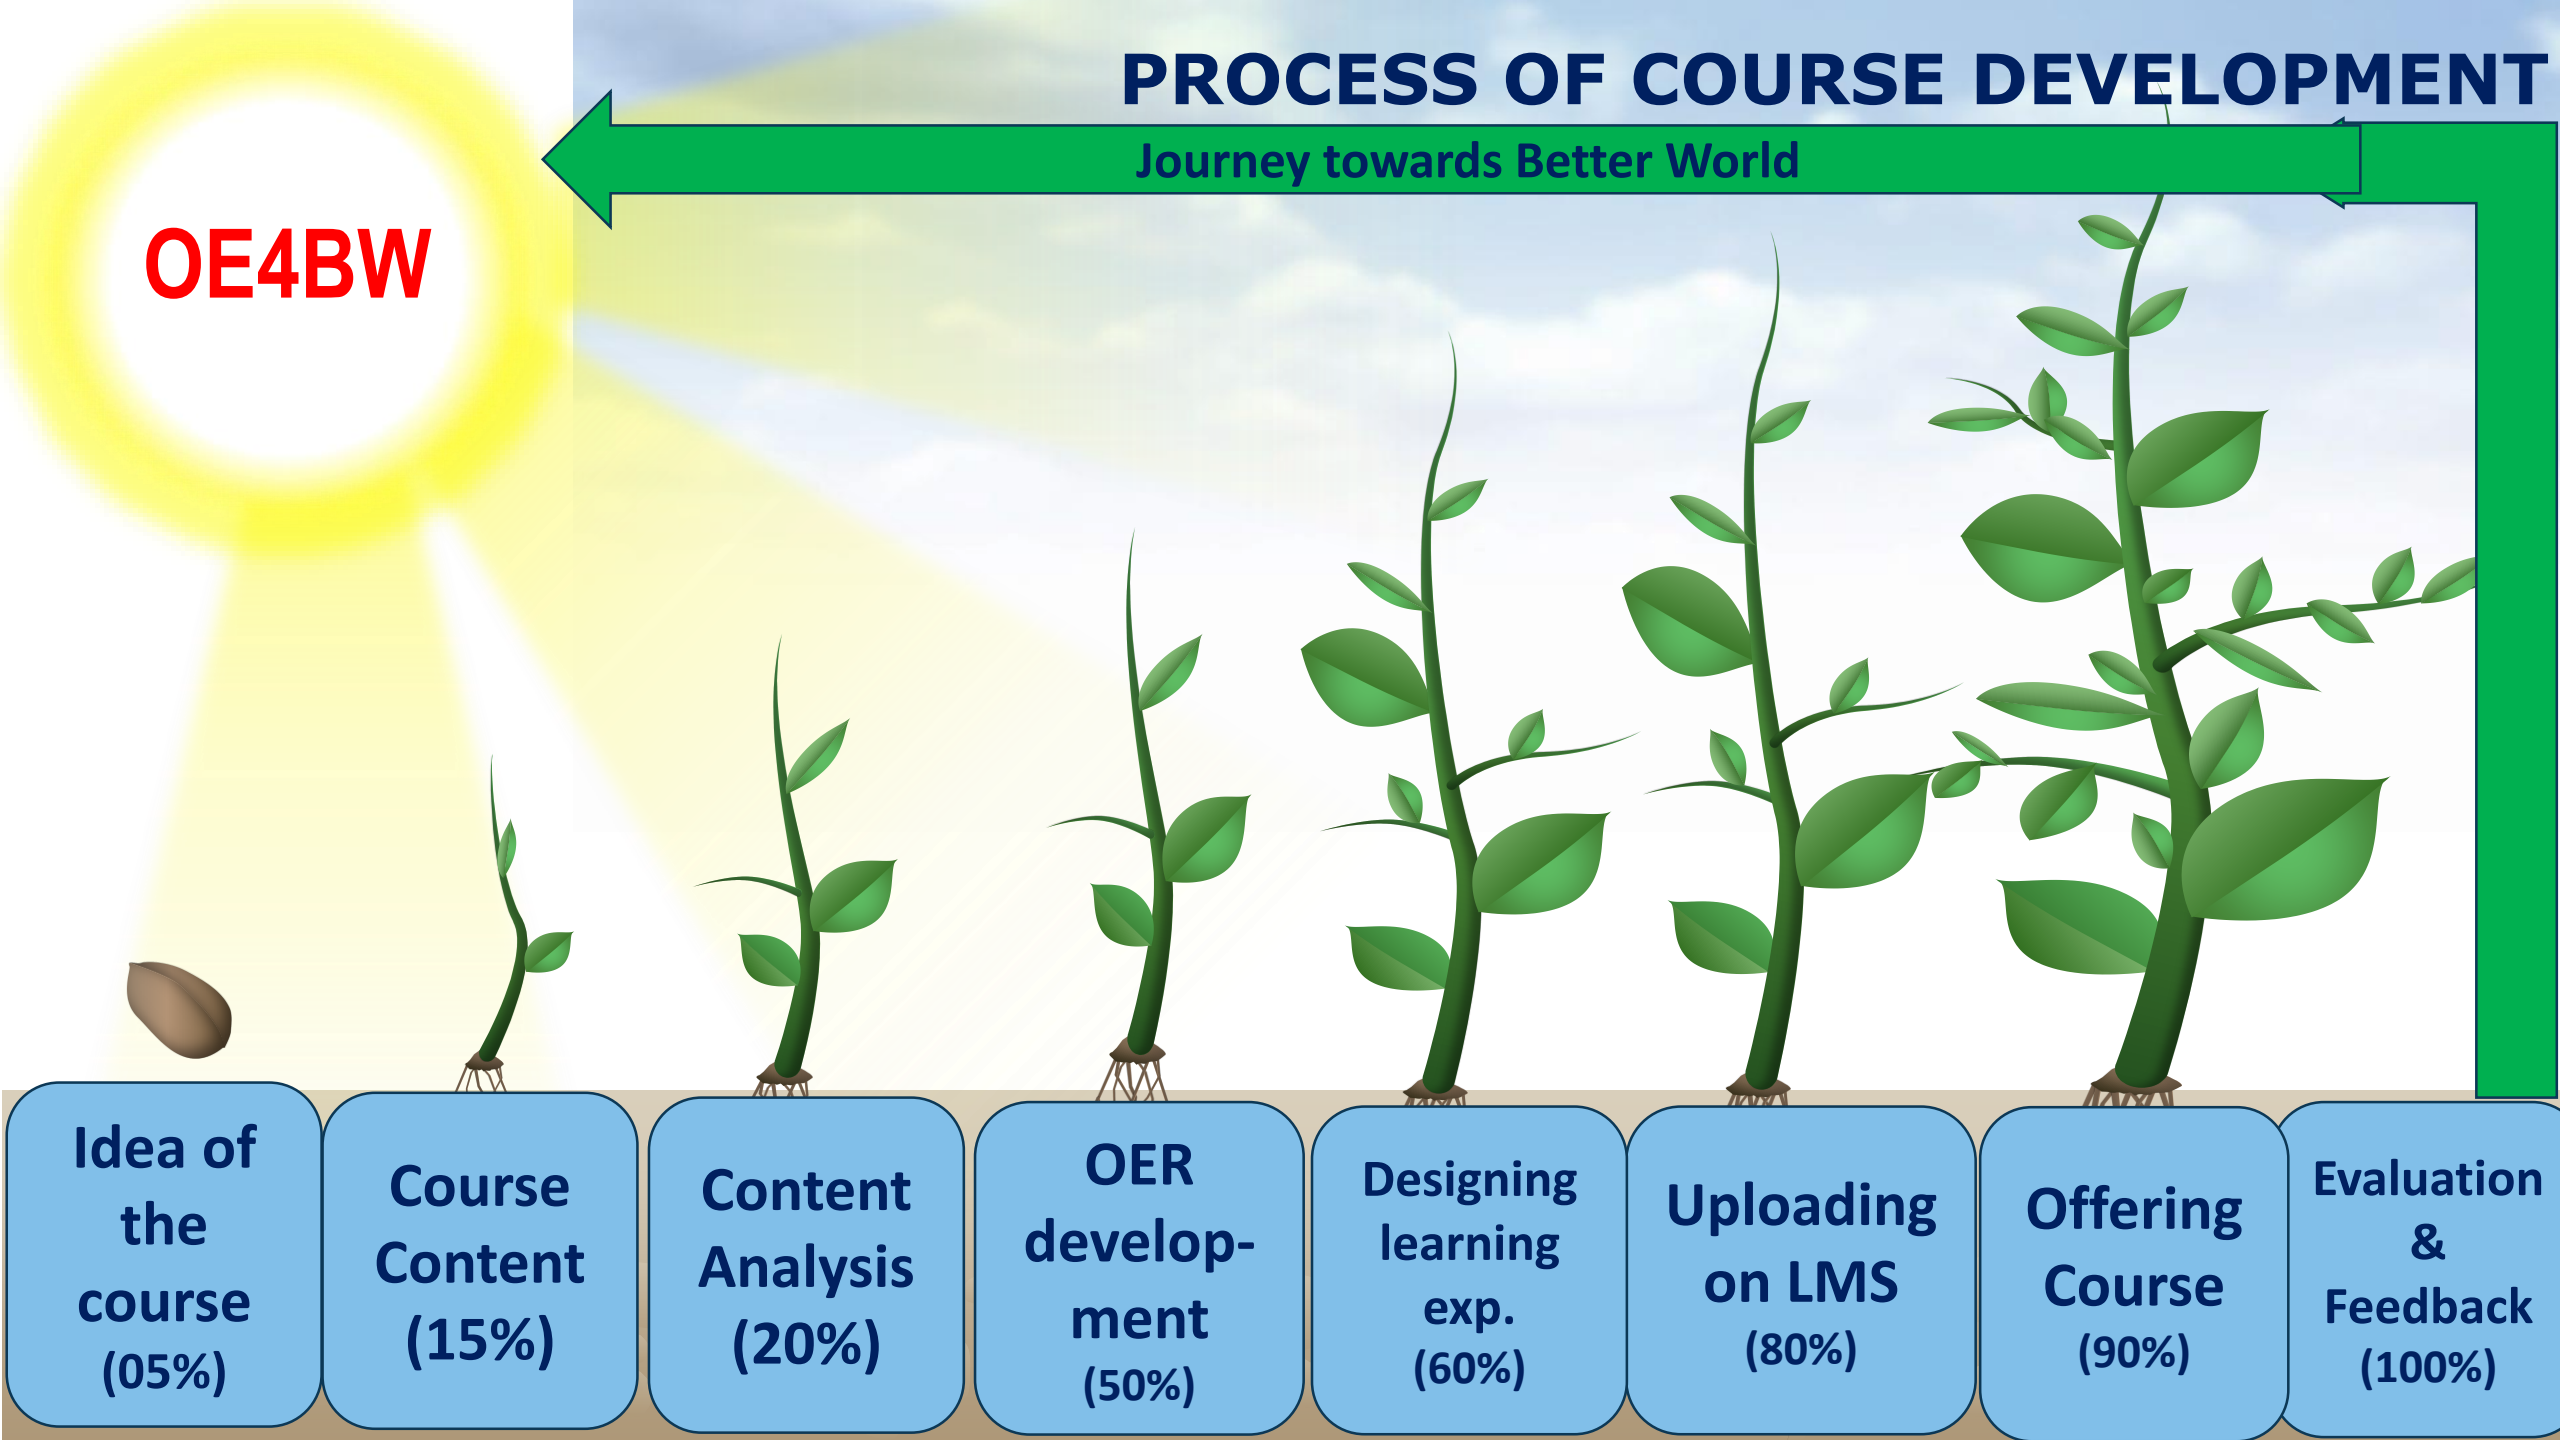 PROCESS OF COURSE DEVELOPMENT
Journey towards Better World
OE4BW
Idea of
the
course
(05%)
Course
Content
(15%)
Content
Analysis
(20%)
OER
develop-
ment
(50%)
Designing
learning
exp.
(60%)
Uploading
on LMS
(80%)
Offering
Course
(90%)
Evaluation
&
Feedback
(100%)